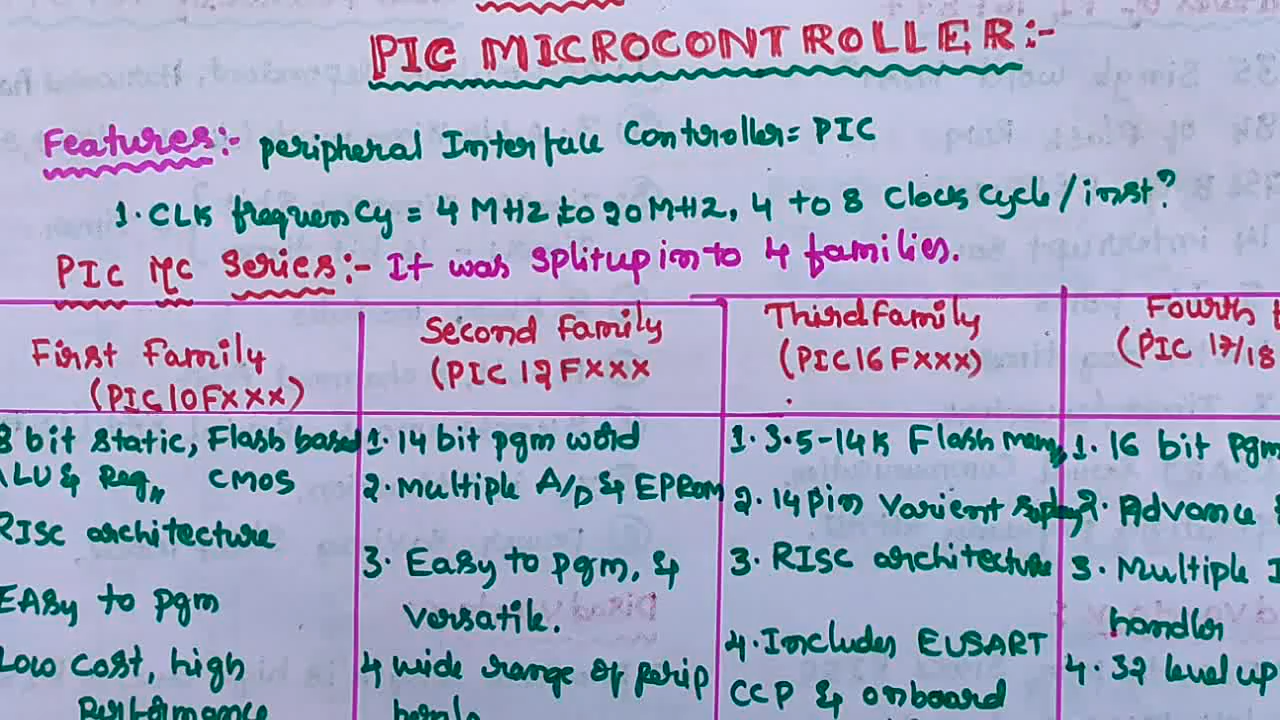 PIC MICROCONTROLLER:-
Features:- Peripheral Interface Controller = PIC
1. CLK frequency = 4 MHZ to 20MHZ, 4 to 8 Clock Cycle / inst?
PIC MC Series:- It was splitup into 4 families.
First Family
(PIC10FXXX)
8 bit static, Flash based
ALU & Reg, CMOS
RISC architecture
EASy to pgm
Low cost, high
Performance
Second Family
(PIC12FXXX
1. 14 bit pgm word
2. Multiple A/D & EPROM
3. Easy to pgm, &
versatile.
4 wide range of perip
Third Family
(PIC16FXXX)
1. 3.5-14K Flash
2. 14 pin varient
3. RISC architecture
4. Includes EUSART
CCP & onboard
Fourth
(PIC 17/18
1. 16 bit pgm
2. Advance
3. Multiple
handler
4. 32 level up